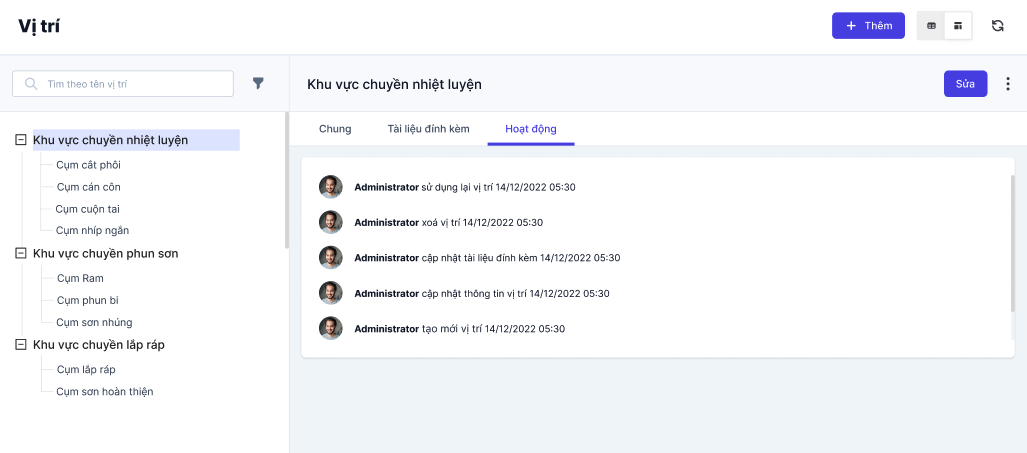 Vị trí
Thêm
Tìm theo tên vị trí
Khu vực chuyền nhiệt luyện
Cụm cắt phôi
Cụm cán côn
Cụm cuộn tai
Cụm nhíp ngắn
Khu vực chuyền phun sơn
Cụm Ram
Cụm phun bi
Cụm sơn nhúng
Khu vực chuyền lắp ráp
Cụm lắp ráp
Cụm sơn hoàn thiện
Khu vực chuyền nhiệt luyện
Sửa
Chung Tài liệu đính kèm Hoạt động
Administrator sử dụng lại vị trí 14/12/2022 05:30
Administrator xoá vị trí 14/12/2022 05:30
Administrator cập nhật tài liệu đính kèm 14/12/2022 05:30
Administrator cập nhật thông tin vị trí 14/12/2022 05:30
Administrator tạo mới vị trí 14/12/2022 05:30